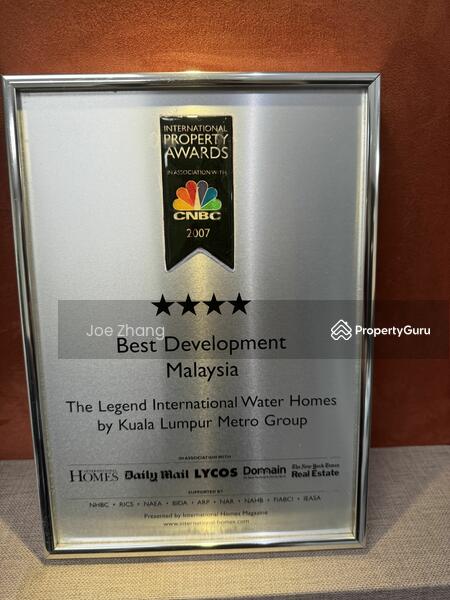 INTERNATIONAL
PROPERTY
AWARDS
IN ASSOCIATION WITH
CNBC
2007
★★★★
Joe Zhang
PropertyGuru
Best Development
Malaysia
The Legend International Water Homes
by Kuala Lumpur Metro Group
IN ASSOCIATION WITH
INTERNATIONAL HOMES Daily Mail LYCOS Domain The New York Times Real Estate
SUPPORTED BY
NHBC • RICS • NAEA • BIDA • ARP • NAR • NAHB • FIABCI • IEASA
Presented by International Homes Magazine
www.international-homes.com